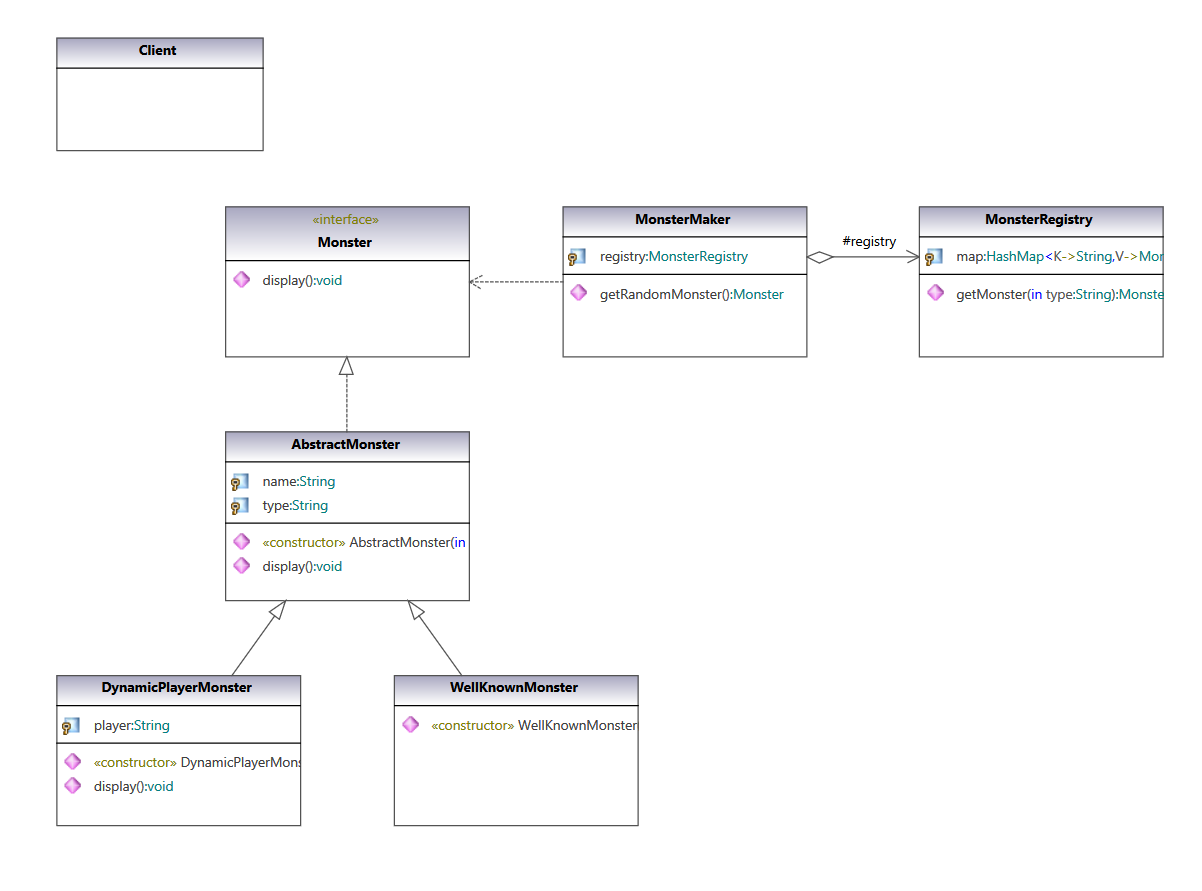 Client
«interface»
Monster
display():void
MonsterMaker
registry:MonsterRegistry
getRandomMonster():Monster
#registry
MonsterRegistry
map:HashMap<K->String,V->Mor
getMonster(in type:String):Monste
AbstractMonster
name:String
type:String
«constructor» AbstractMonster(in
display():void
DynamicPlayerMonster
player:String
«constructor» DynamicPlayerMons
display():void
WellKnownMonster
«constructor» WellKnownMonster